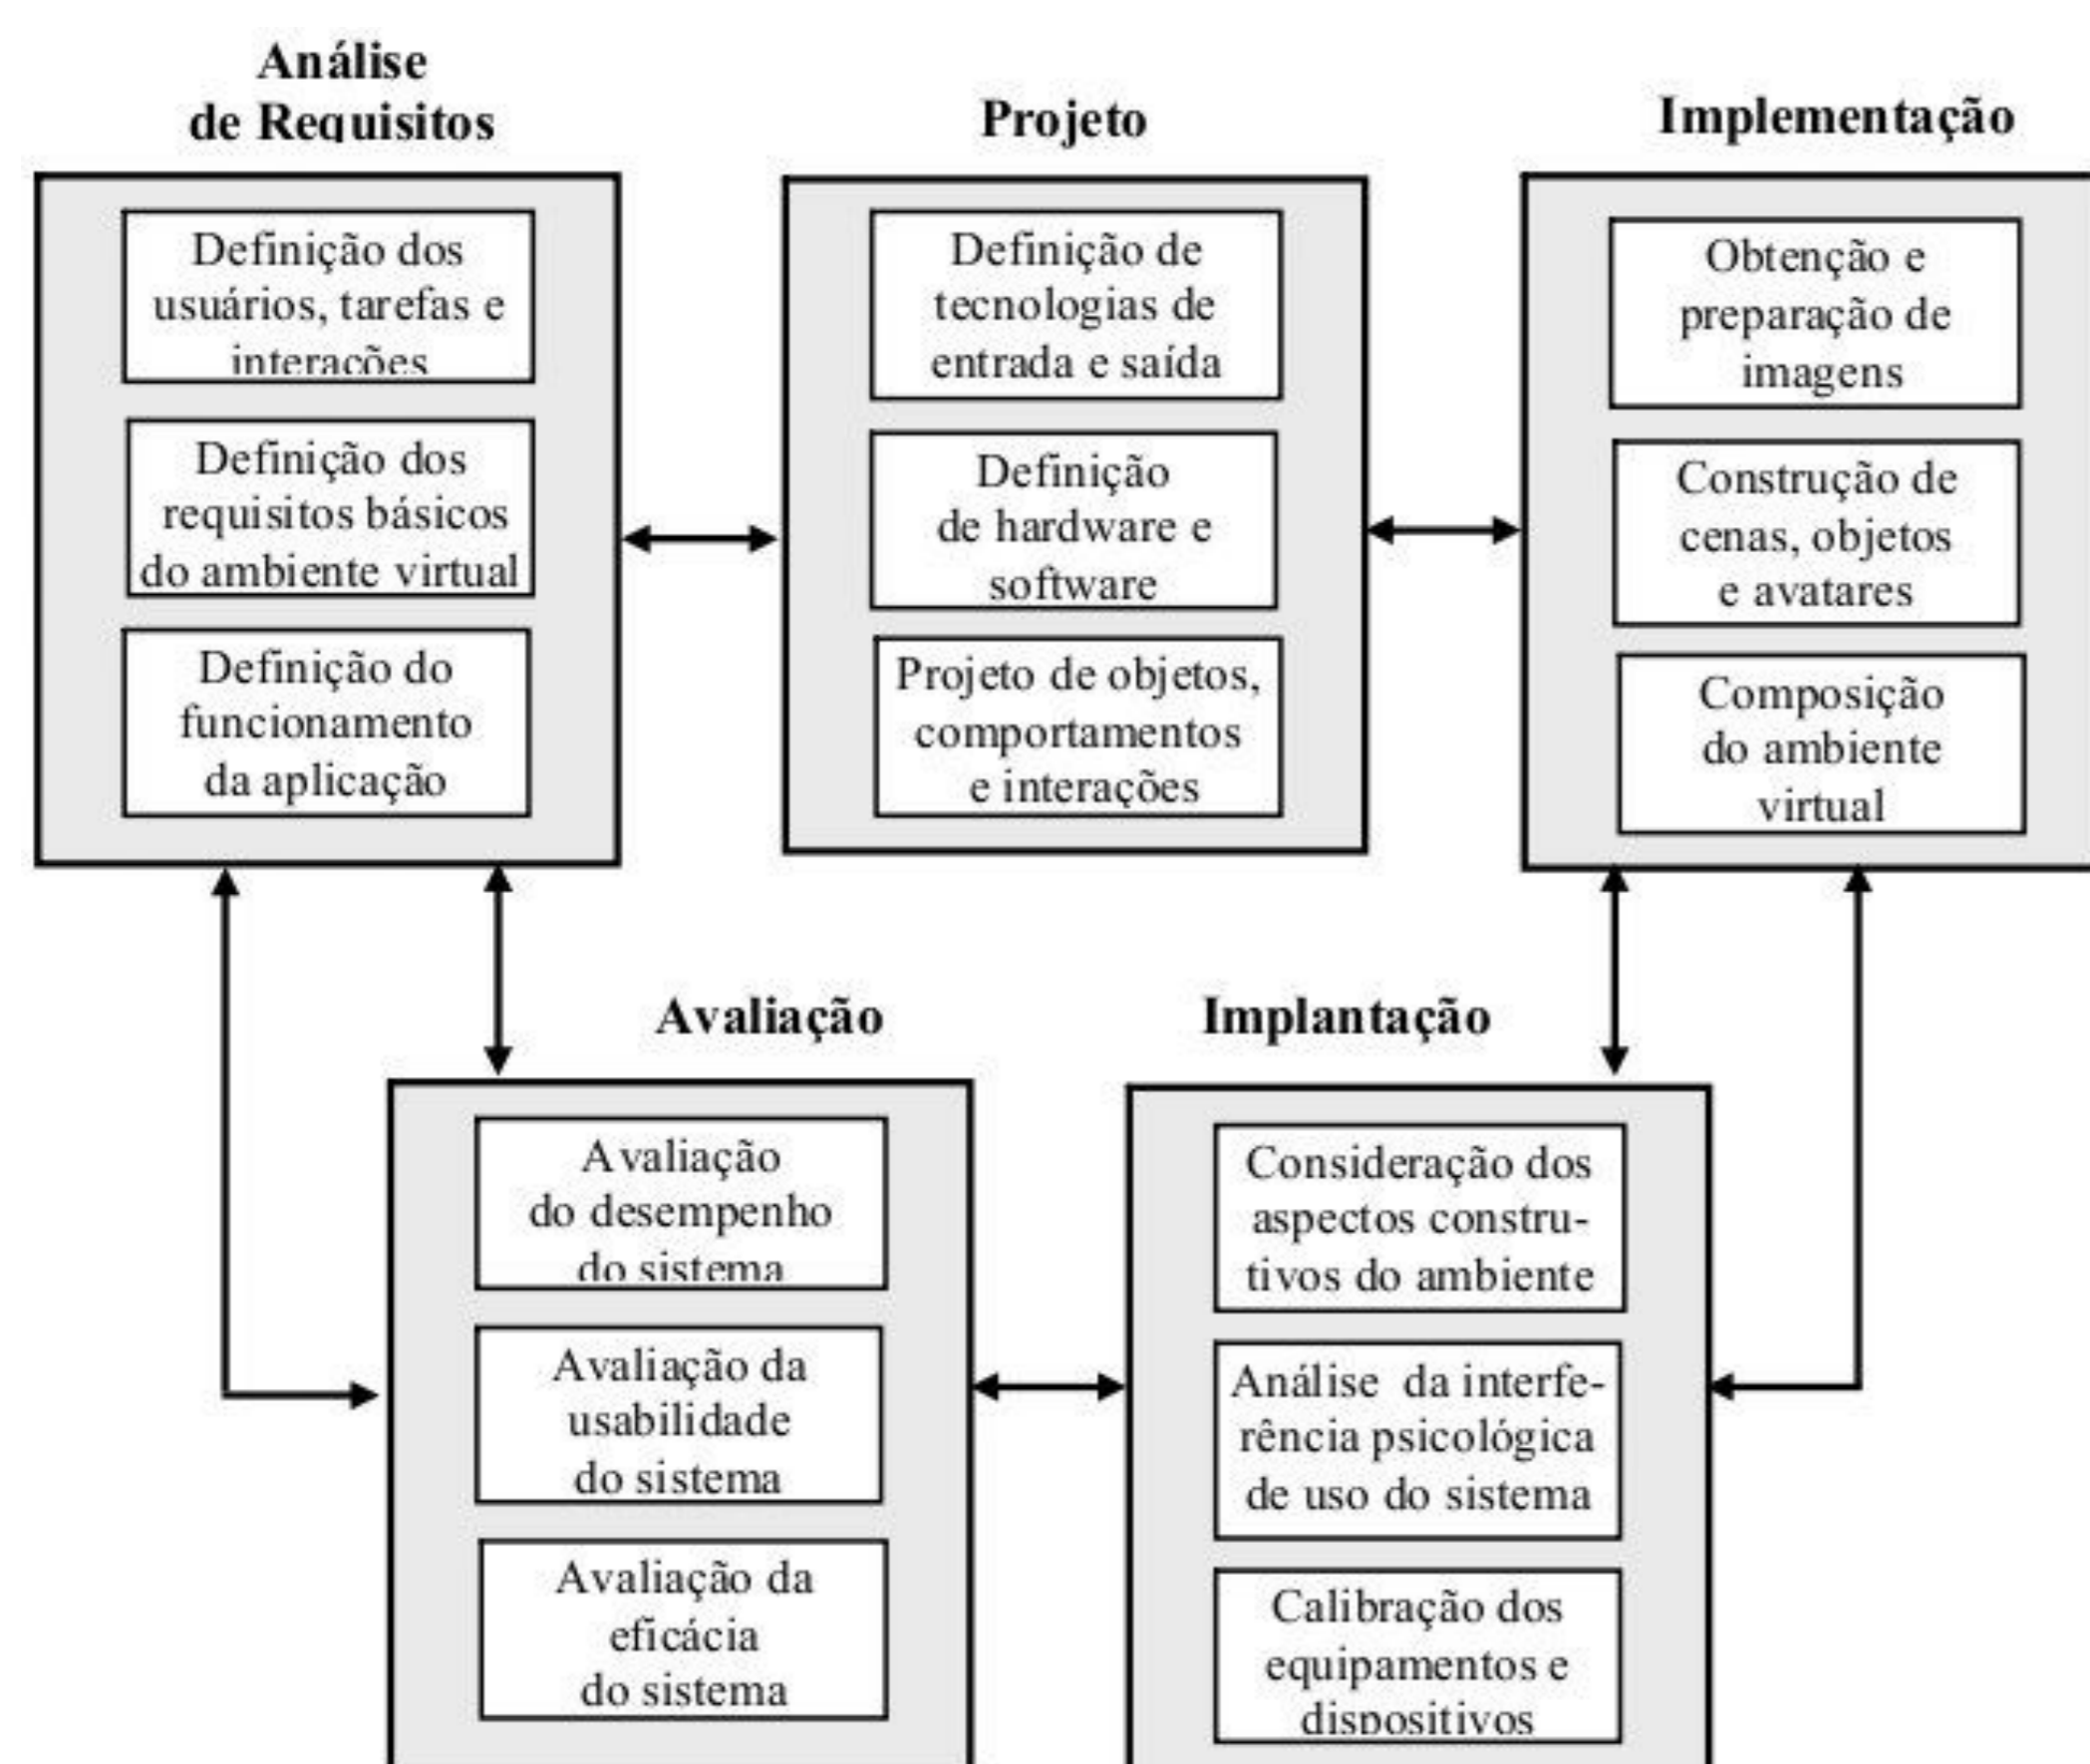 Análise
de Requisitos
Definição dos
usuários, tarefas e
interações
Definição dos
requisitos básicos
do ambiente virtual
Definição do
funcionamento
da aplicação
Projeto
Definição de
tecnologias de
entrada e saída
Definição
de hardware e
software
Projeto de objetos,
comportamentos
e interações
Implementação
Obtenção e
preparação de
imagens
Construção de
cenas, objetos
e avatares
Composição
do ambiente
virtual
Avaliação
Avaliação
do desempenho
do sistema
Avaliação da
usabilidade
do sistema
Avaliação da
eficácia
do sistema
Implantação
Consideração dos
aspectos constru-
tivos do ambiente
Análise da interfe-
rência psicológica
de uso do sistema
Calibração dos
equipamentos e
dispositivos